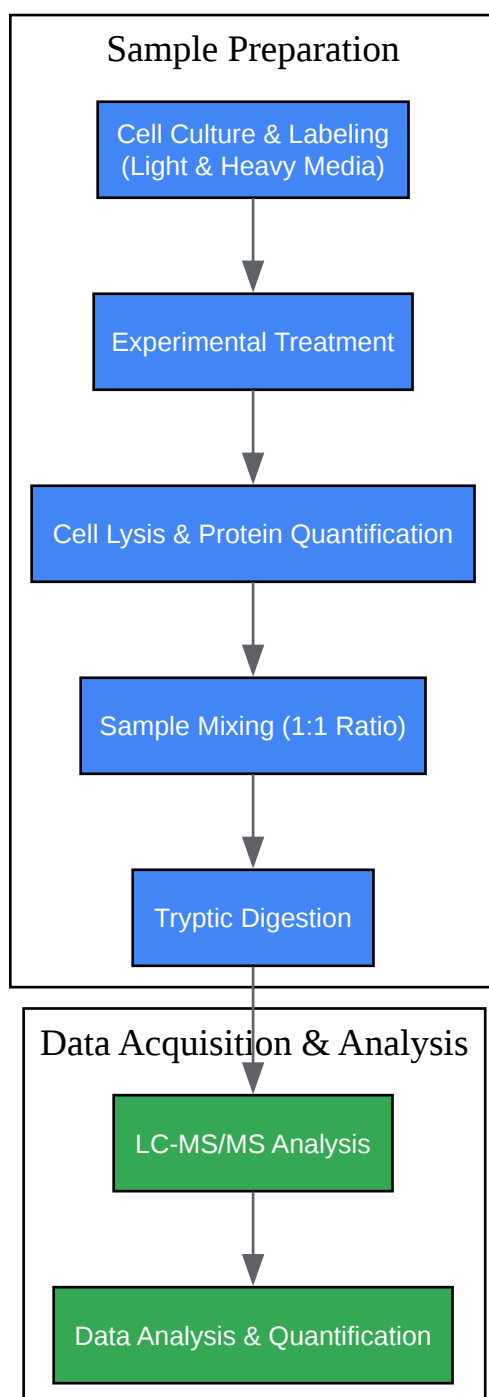 Sample Preparation
Cell Culture & Labeling
(Light & Heavy Media)
Experimental Treatment
Cell Lysis & Protein Quantification
Sample Mixing (1:1 Ratio)
Tryptic Digestion
Data Acquisition & Analysis
LC-MS/MS Analysis
Data Analysis & Quantification